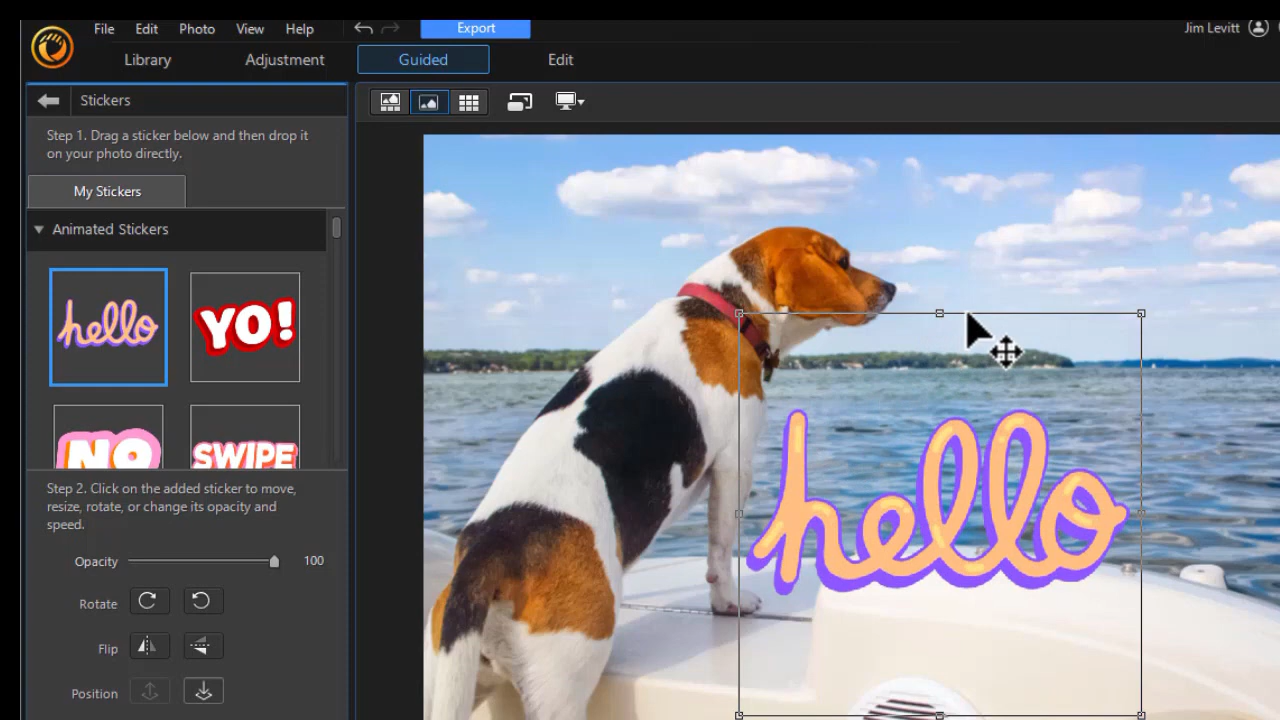 File Edit Photo View Help Export Jim Levitt
Library Adjustment Guided Edit
Stickers
Step 1. Drag a sticker below and then drop it
on your photo directly.
My Stickers
Animated Stickers
hello YO!
NO SWIPE
Step 2. Click on the added sticker to move,
resize, rotate, or change its opacity and
speed.
Opacity 100
Rotate
Flip
Position
hello